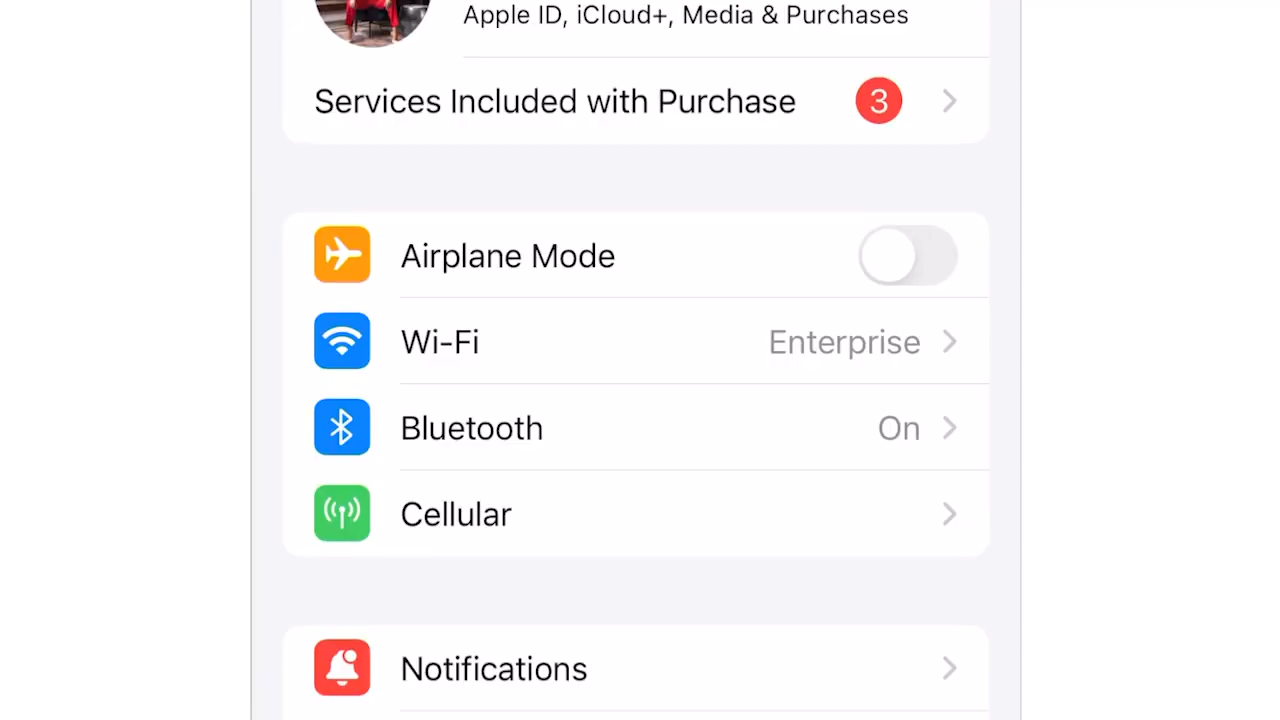 Apple ID, iCloud+, Media & Purchases
Services Included with Purchase 3
Airplane Mode
Wi-Fi Enterprise
Bluetooth On
Cellular
Notifications